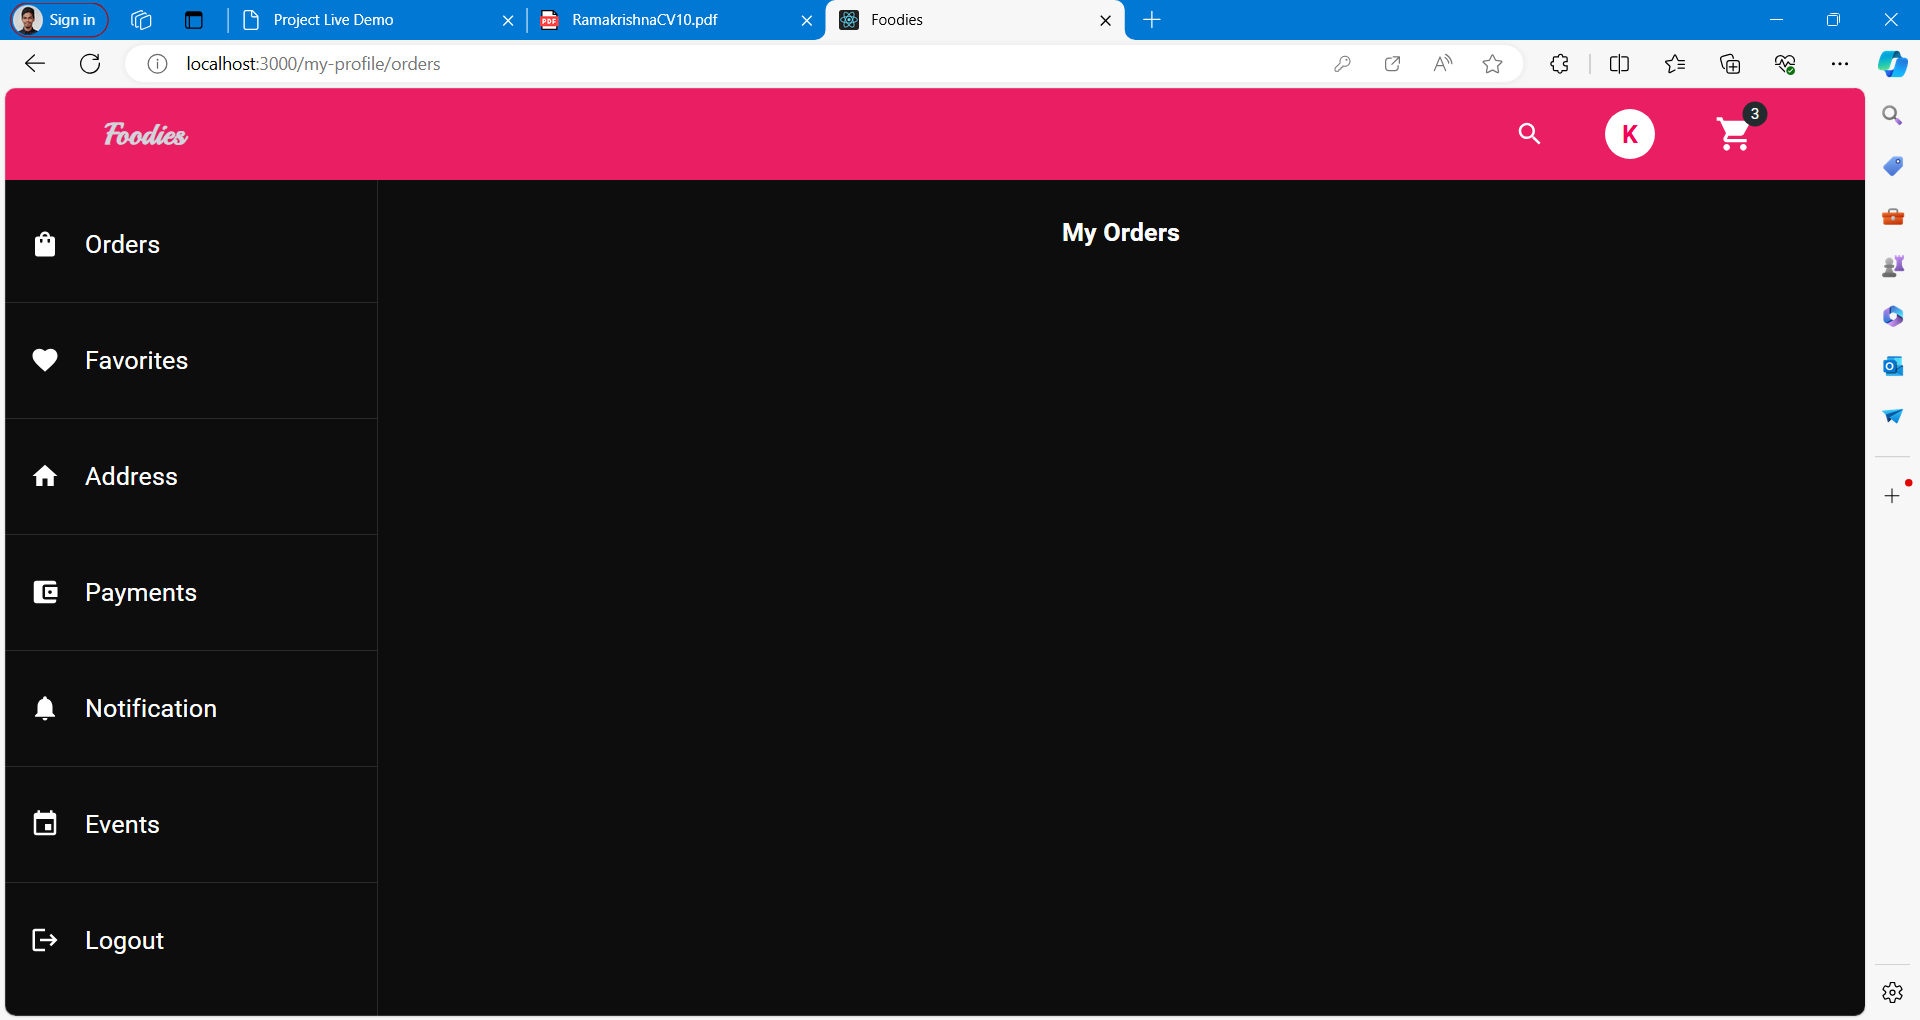 Sign in
Project Live Demo
RamakrishnaCV10.pdf
Foodies
localhost:3000/my-profile/orders
Foodies
K
3
Orders
My Orders
Favorites
Address
Payments
Notification
Events
Logout